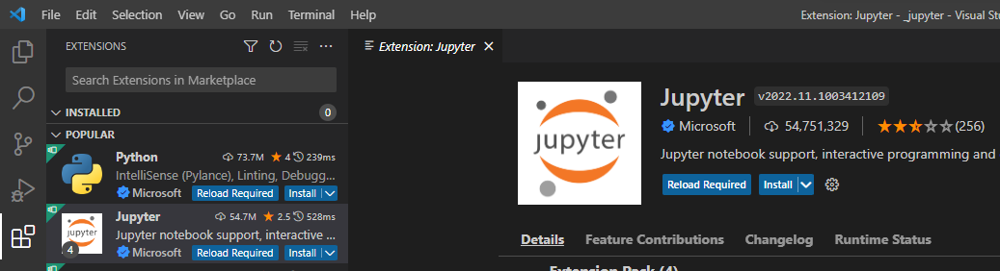 File Edit Selection View Go Run Terminal Help
Extension: Jupyter - _jupyter - Visual Stu
EXTENSIONS
Search Extensions in Marketplace
INSTALLED 0
POPULAR
Python 73.7M 4 239ms
IntelliSense (Pylance), Linting, Debugg...
Microsoft Reload Required Install
Jupyter 54.7M 2.5 528ms
Jupyter notebook support, interactive ...
4
Microsoft Reload Required Install
Extension: Jupyter
jupyter
Jupyter v2022.11.1003412109
Microsoft 54,751,329 (256)
Jupyter notebook support, interactive programming and
Reload Required Install
Details Feature Contributions Changelog Runtime Status
Extension Pack (4)